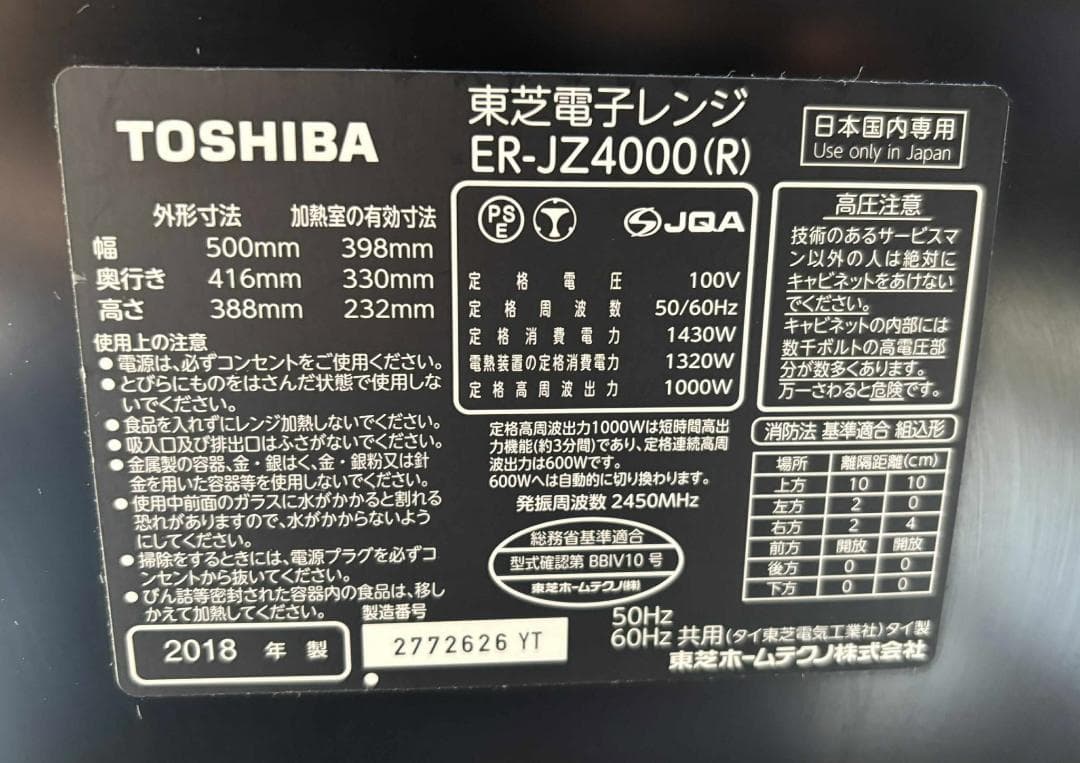 TOSHIBA
東芝電子レンジ
ER-JZ4000(R)
日本国内専用
Use only in Japan
外形寸法 加熱室の有効寸法
幅 500mm 398mm
奥行き 416mm 330mm
高さ 388mm 232mm
使用上の注意
●電源は、必ずコンセントをご使用ください。
●とびらにものをはさんだ状態で使用しな
いでください。
●食品を入れずにレンジ加熱しないでください。
●吸入口及び排出口はふさがないでください。
●金属製の容器、金・銀はく、金・銀粉又は針
金を用いた容器等を使用しないでください。
●使用中前面のガラスに水がかかると割れる
恐れがありますので、水がかからないよう
にしてください。
●掃除をするときには、電源プラグを必ずコ
ンセントから抜いてください。
●びん詰等密封された容器内の食品は、移し
かえて加熱してください。
製造番号
2018 年 製
2772626 YT
PS
E
JQA
定格電圧 100V
定格周波数 50/60Hz
定格消費電力 1430W
電熱装置の定格消費電力 1320W
定格高周波出力 1000W
定格高周波出力1000Wは短時間高出
力機能(約3分間)であり、定格連続高周
波出力は600Wです。
600Wへは自動的に切り換わります。
発振周波数 2450MHz
総務省基準適合
型式確認第 BBIV10 号
東芝ホームテクノ(株)
高圧注意
技術のあるサービスマ
ン以外の人は絶対に
キャビネットをあけない
でください。
キャビネットの内部には
数千ボルトの高電圧部
分が数多くあります。
万一さわると危険です。
消防法 基準適合 組込形
場所 離隔距離(cm)
上方 10 10
左方 2 0
右方 2 4
前方 開放 開放
後方 0 0
下方 0 0
50Hz
60Hz 共用(タイ東芝電気工業社)タイ製
東芝ホームテクノ株式会社